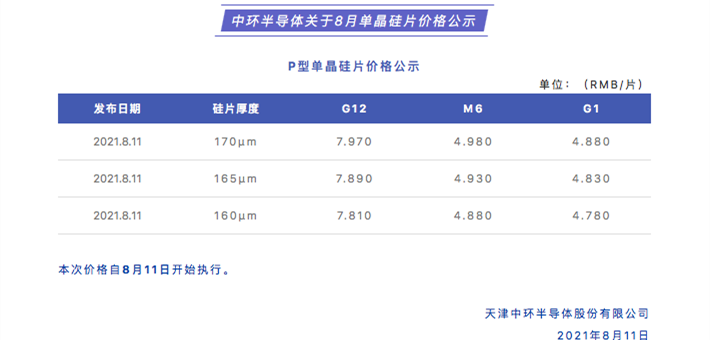 中环半导体关于8月单晶硅片价格公示
P型单晶硅片价格公示
单位：（RMB/片）
发布日期 硅片厚度 G12 M6 G1
2021.8.11 170μm 7.970 4.980 4.880
2021.8.11 165μm 7.890 4.930 4.830
2021.8.11 160μm 7.810 4.880 4.780
本次价格自8月11日开始执行。
天津中环半导体股份有限公司
2021年8月11日